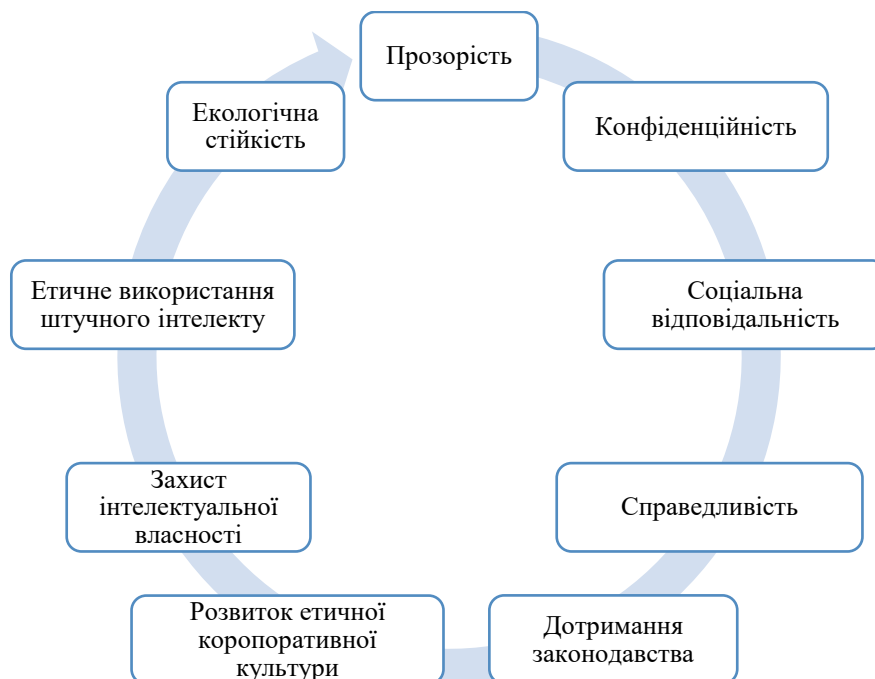 Прозорість
Конфіденційність
Соціальна
відповідальність
Справедливість
Дотримання
законодавства
Розвиток етичної
коропоративної
культури
Захист
інтелектуальної
власності
Етичне використання
штучного інтелекту
Екологічна
стійкість